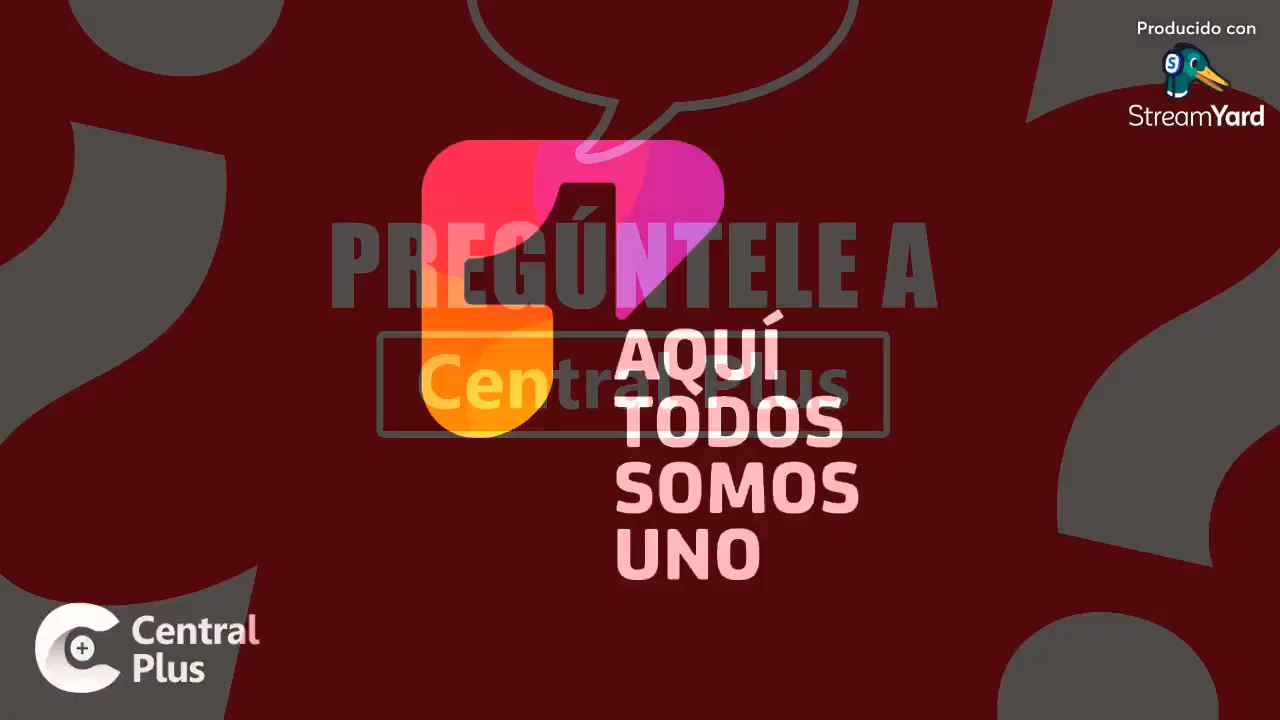 Producido con
StreamYard
PREGÚNTELE A
Central Plus
AQUÍ
TODOS
SOMOS
UNO
Central
Plus